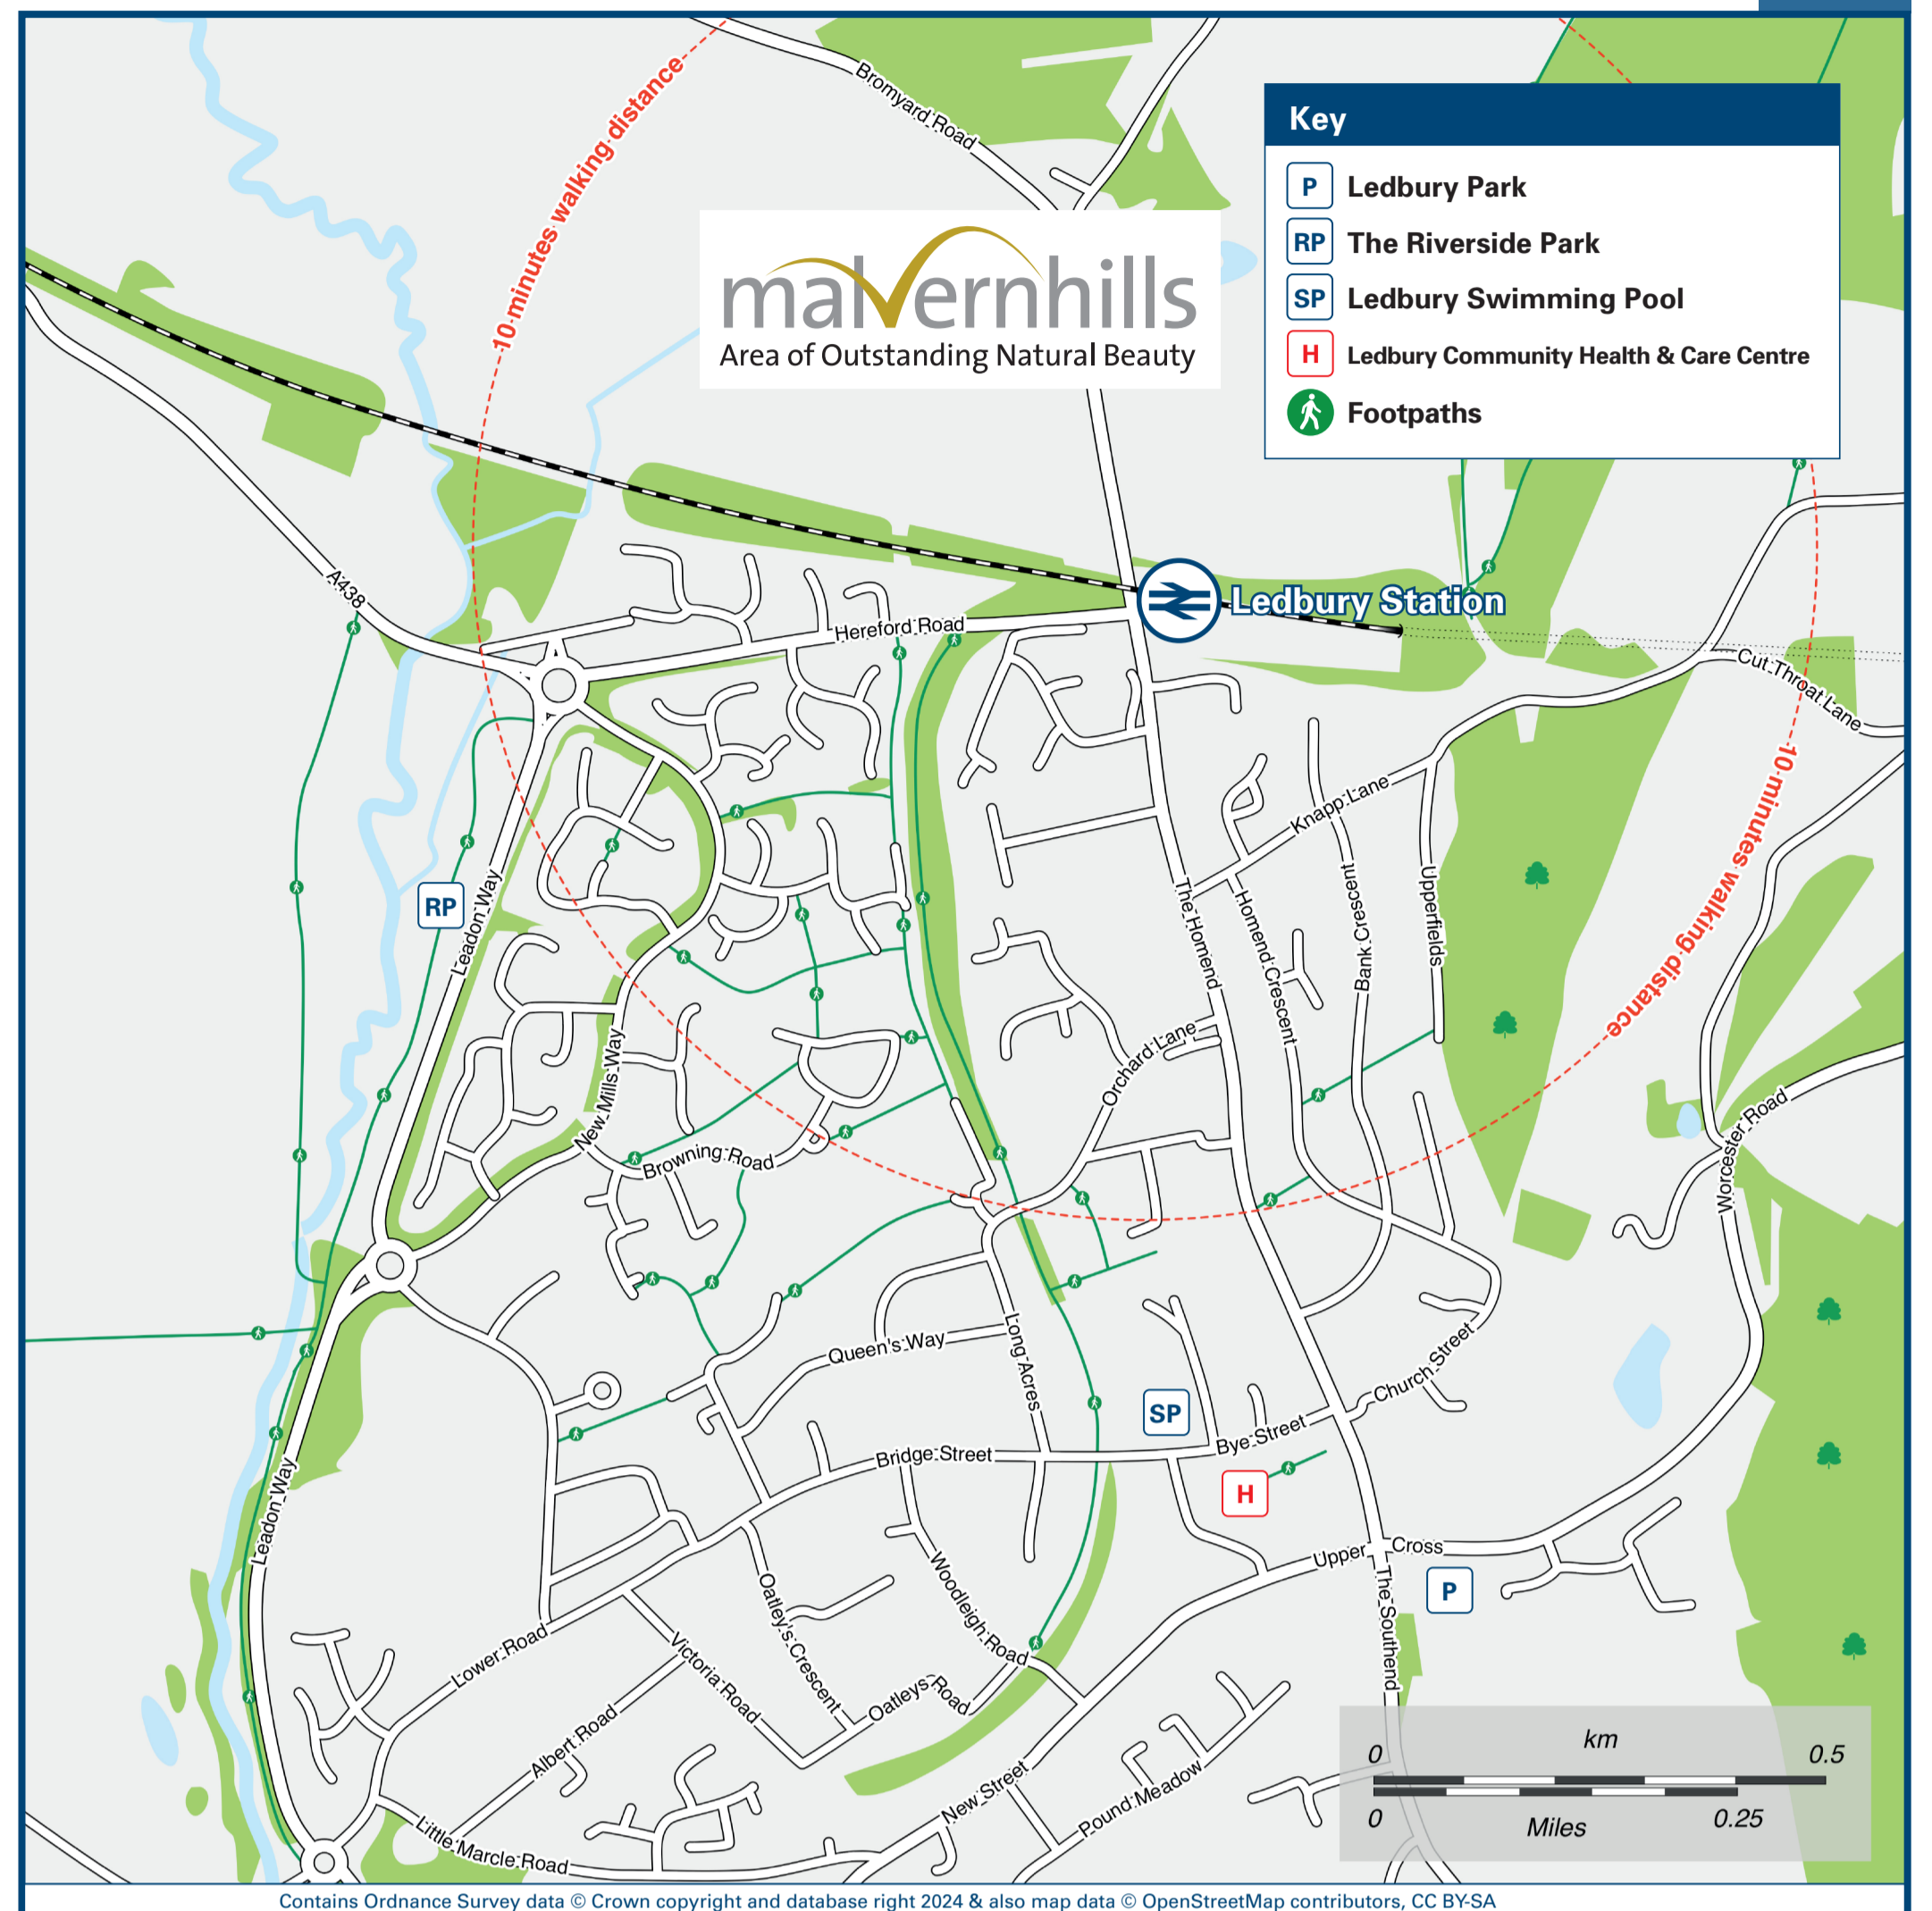 Bromyard Road
10 minutes walking distance
Key
P Ledbury Park
RP The Riverside Park
SP Ledbury Swimming Pool
H Ledbury Community Health & Care Centre
Footpaths
malvernhills
Area of Outstanding Natural Beauty
A438
Hereford Road
Ledbury Station
Cut Throat Lane
10 minutes walking distance
Knapp Lane
RP
Leadon Way
The Homend
Homend Crescent
Bank Crescent
Upperfields
Orchard Lane
New Mills Way
Browning Road
Worcester Road
Queen's Way
Long Acres
Church Street
SP
Bye Street
Bridge Street
H
Leadon Way
Upper Cross
P
The Southend
Woodleigh Road
Oatley's Crescent
Victoria Road
Lower Road
Oatleys Road
Albert Road
New Street
Pound Meadow
Little Marcle Road
km
0 0.5
0 0.25
Miles
Contains Ordnance Survey data © Crown copyright and database right 2024 & also map data © OpenStreetMap contributors, CC BY-SA